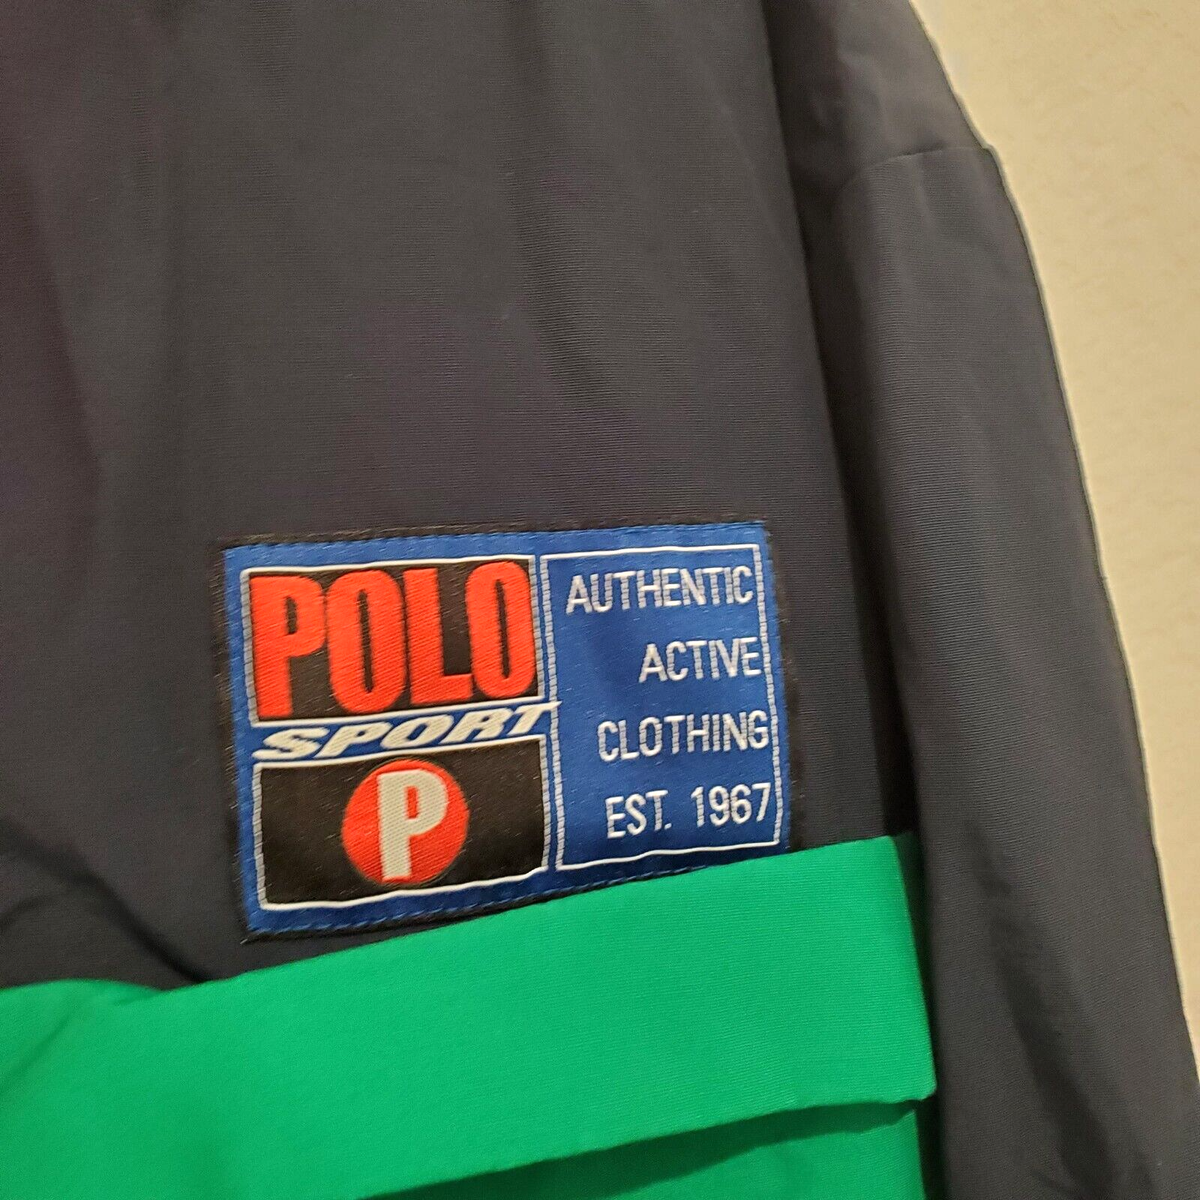 POLO
SPORT
P
AUTHENTIC
ACTIVE
CLOTHING
EST. 1967